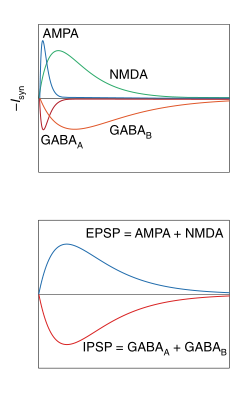 AMPA
NMDA
−I_syn
GABA_A
GABA_B
EPSP = AMPA + NMDA
IPSP = GABA_A + GABA_B